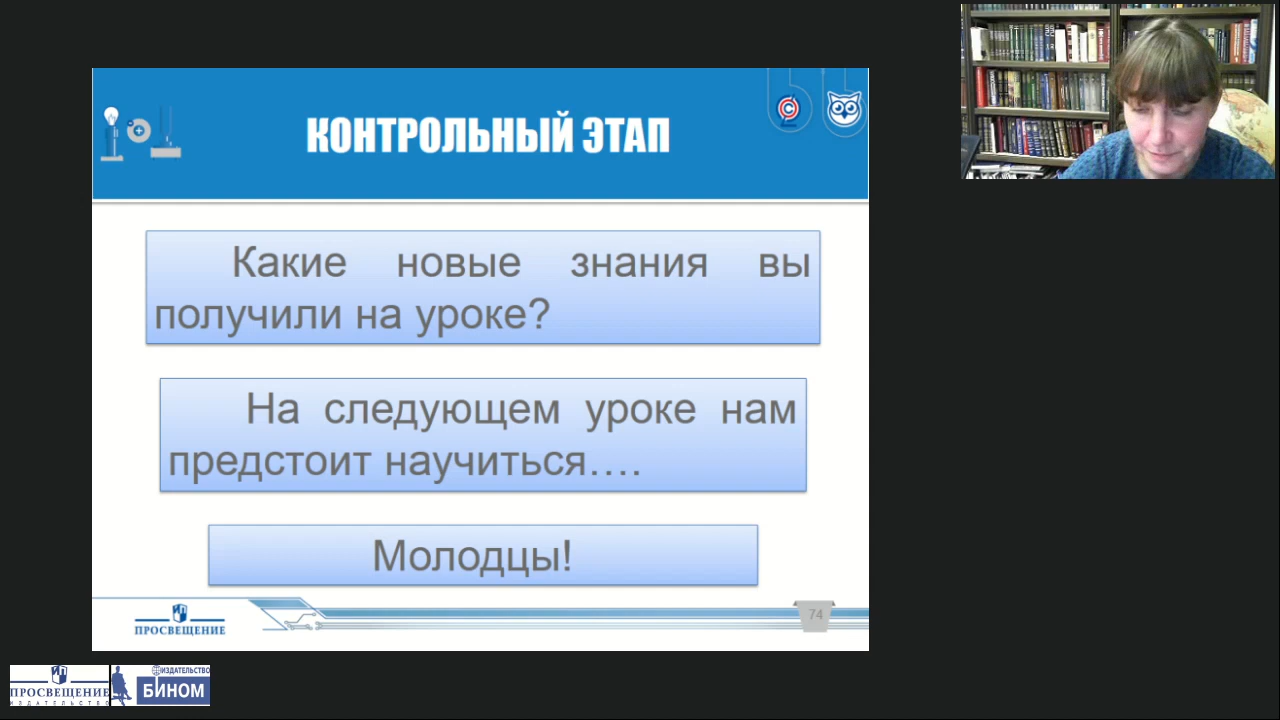 КОНТРОЛЬНЫЙ ЭТАП
Какие новые знания вы
получили на уроке?
На следующем уроке нам
предстоит научиться….
Молодцы!
ПРОСВЕЩЕНИЕ
74
ПРОСВЕЩЕНИЕ
ИЗДАТЕЛЬСТВО
ИЗДАТЕЛЬСТВО
БИНОМ